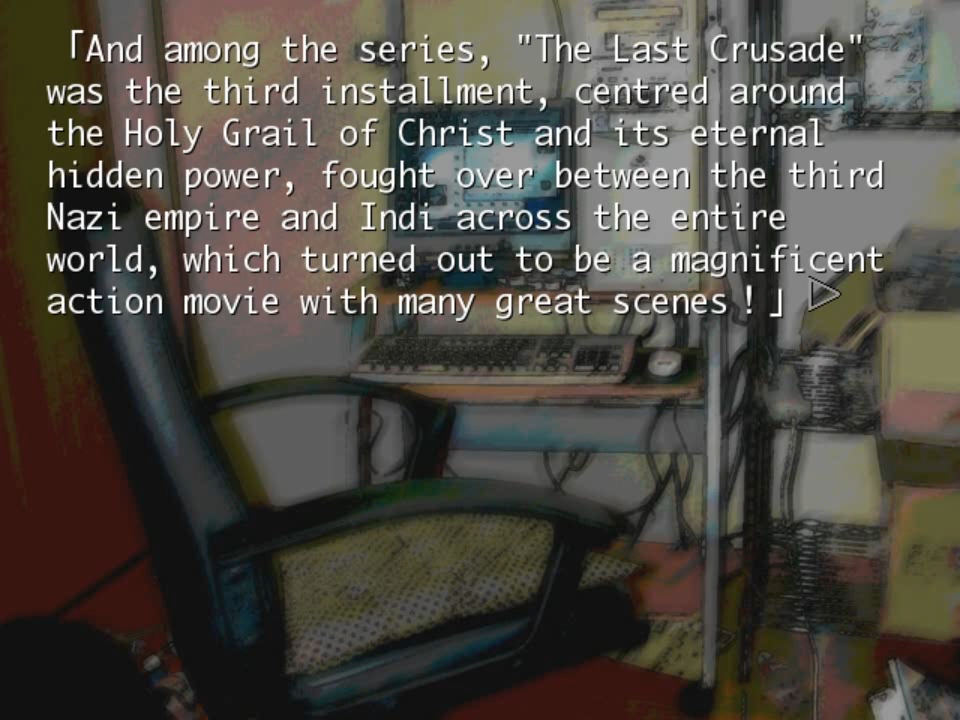 「And among the series, "The Last Crusade"
was the third installment, centred around
the Holy Grail of Christ and its eternal
hidden power, fought over between the third
Nazi empire and Indi across the entire
world, which turned out to be a magnificent
action movie with many great scenes！」